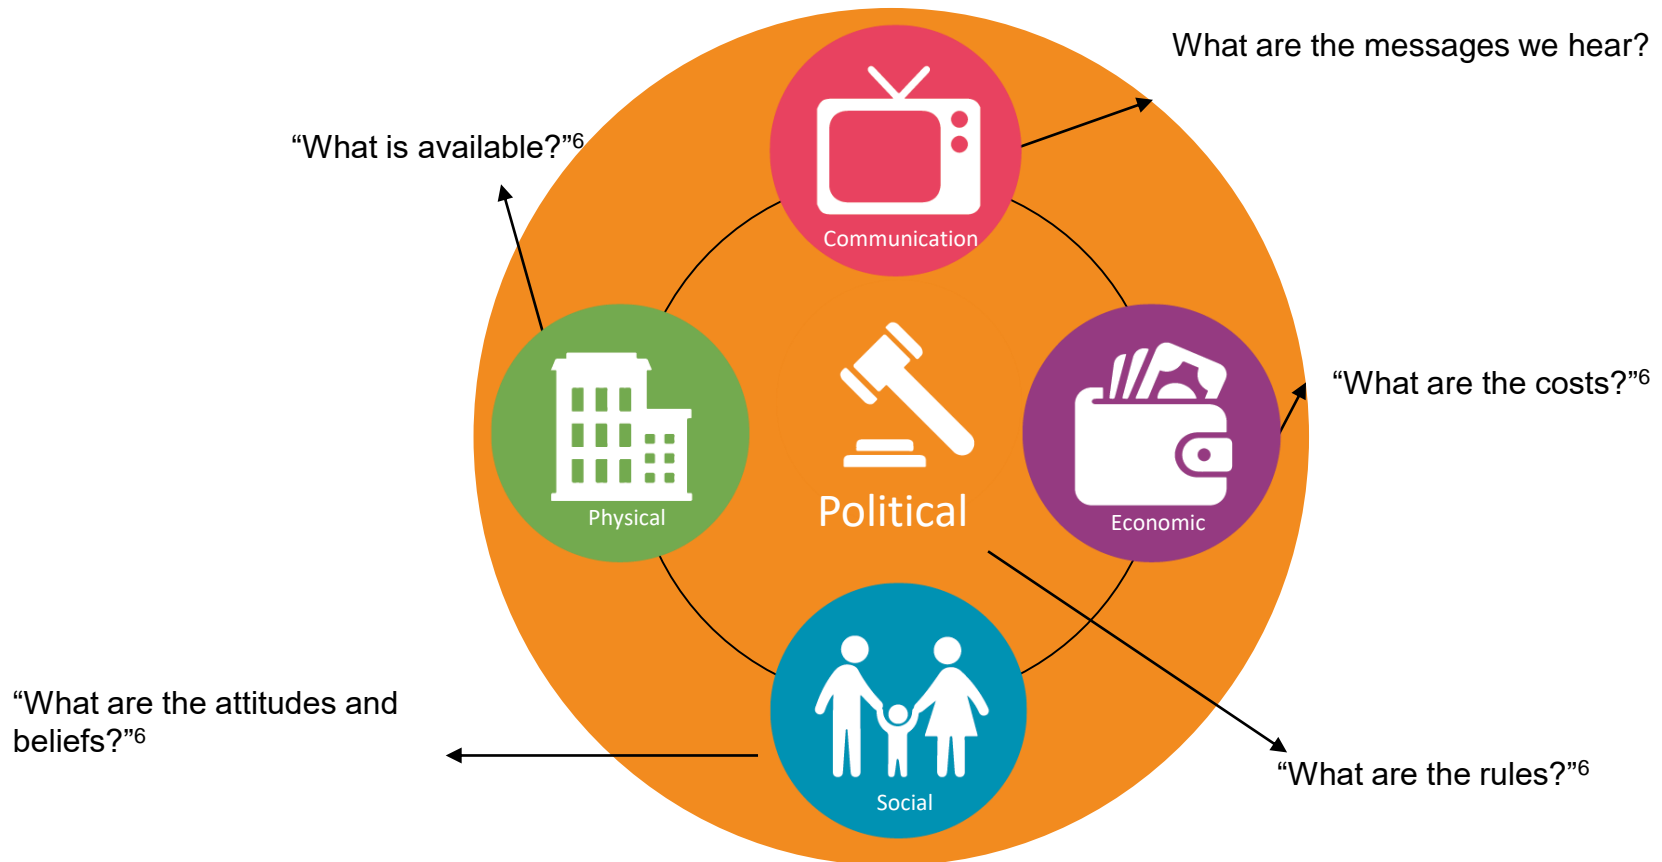 What are the messages we hear?
“What is available?”⁶
Communication
“What are the costs?”⁶
Physical
Political
Economic
“What are the attitudes and
beliefs?”⁶
“What are the rules?”⁶
Social